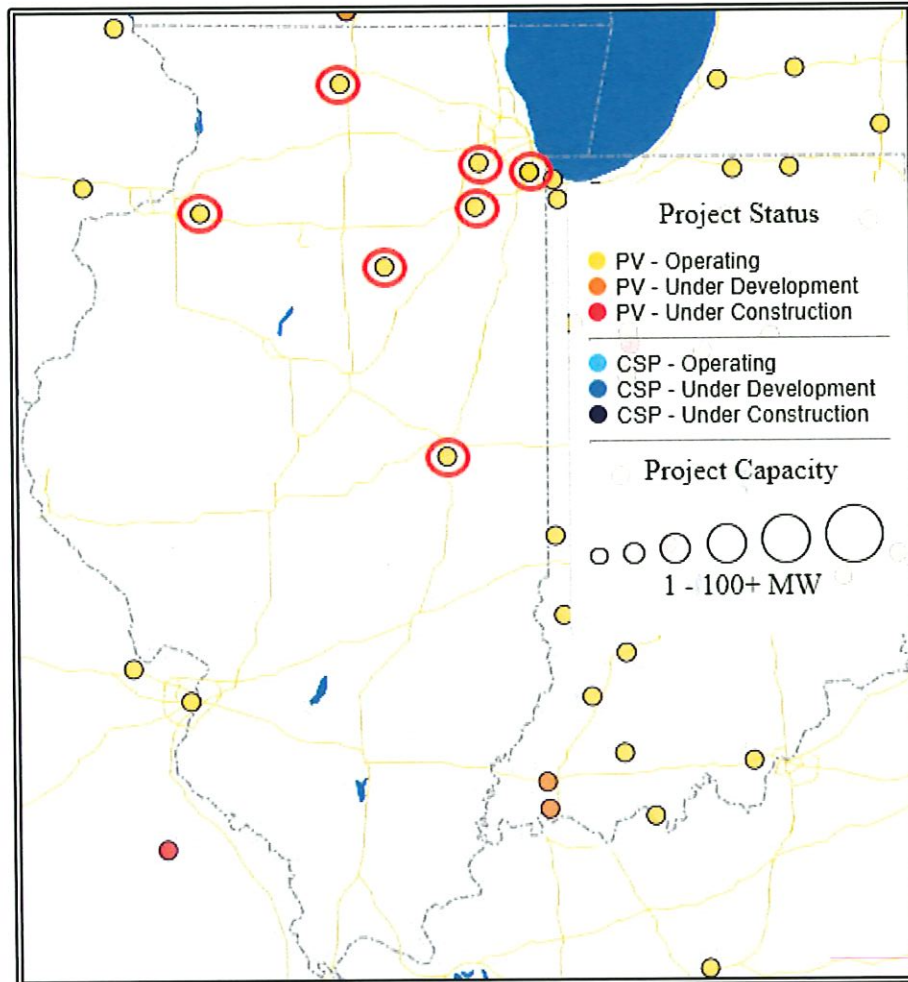 Project Status
PV - Operating
PV - Under Development
PV - Under Construction
CSP - Operating
CSP - Under Development
CSP - Under Construction
Project Capacity
1 - 100+ MW